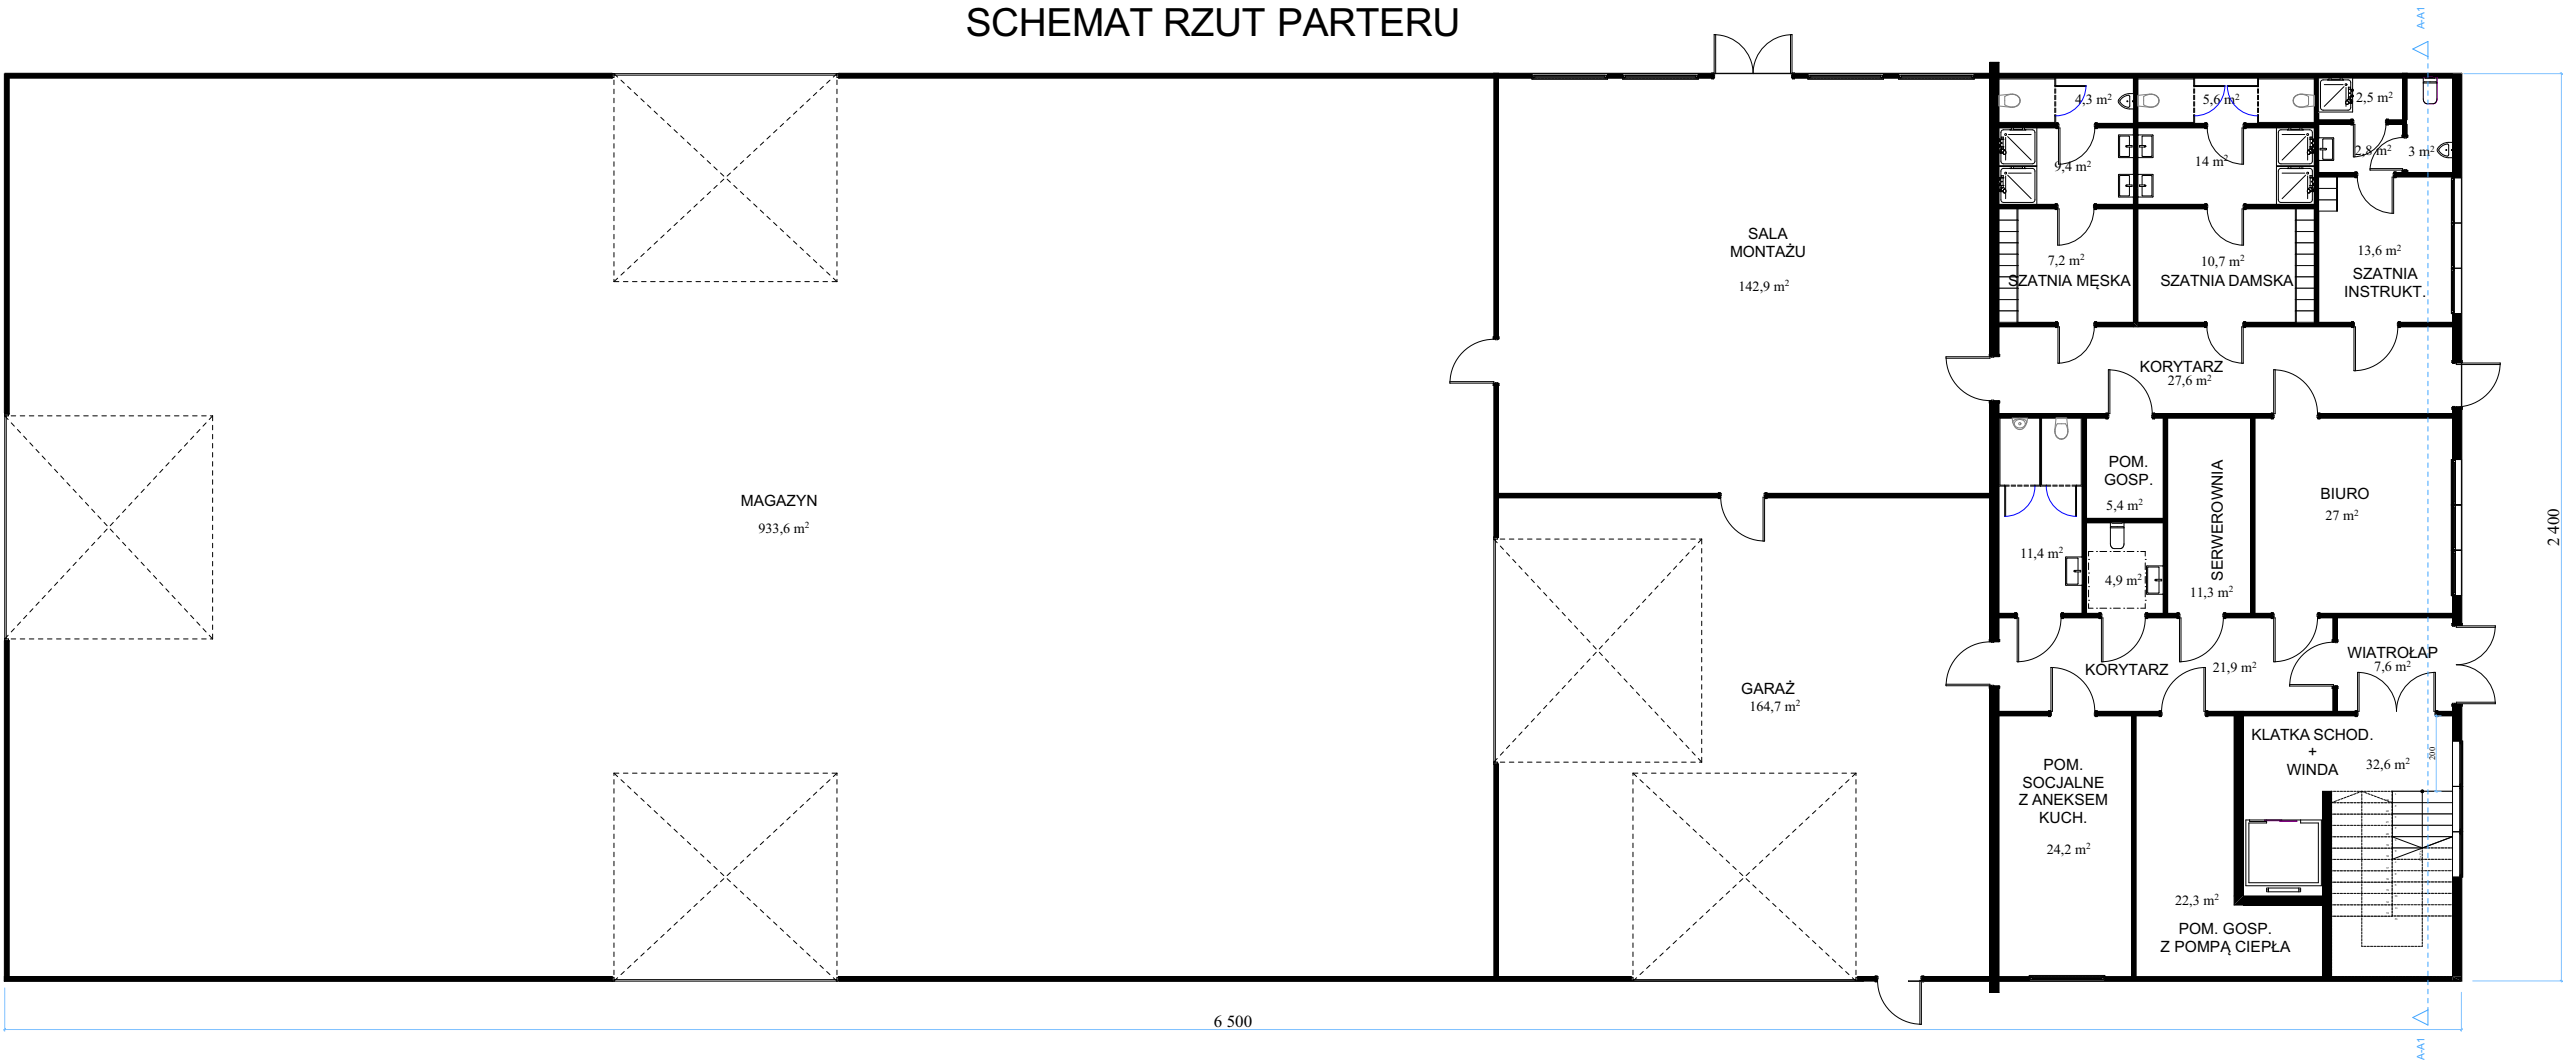 SCHEMAT RZUT PARTERU
A-A1
4,3 m²
5,6 m²
2,5 m²
9,4 m²
14 m²
2,8 m²
3 m²
SALA
MONTAŻU
142,9 m²
7,2 m²
SZATNIA MĘSKA
10,7 m²
SZATNIA DAMSKA
13,6 m²
SZATNIA
INSTRUKT.
KORYTARZ
27,6 m²
MAGAZYN
933,6 m²
POM.
GOSP.
5,4 m²
SERWEROWNIA
11,3 m²
BIURO
27 m²
2 400
11,4 m²
4,9 m²
KORYTARZ
21,9 m²
WIATROŁAP
7,6 m²
GARAŻ
164,7 m²
KLATKA SCHOD.
+
WINDA
32,6 m²
200
POM.
SOCJALNE
Z ANEKSEM
KUCH.
24,2 m²
22,3 m²
POM. GOSP.
Z POMPĄ CIEPŁA
6 500
A-A1